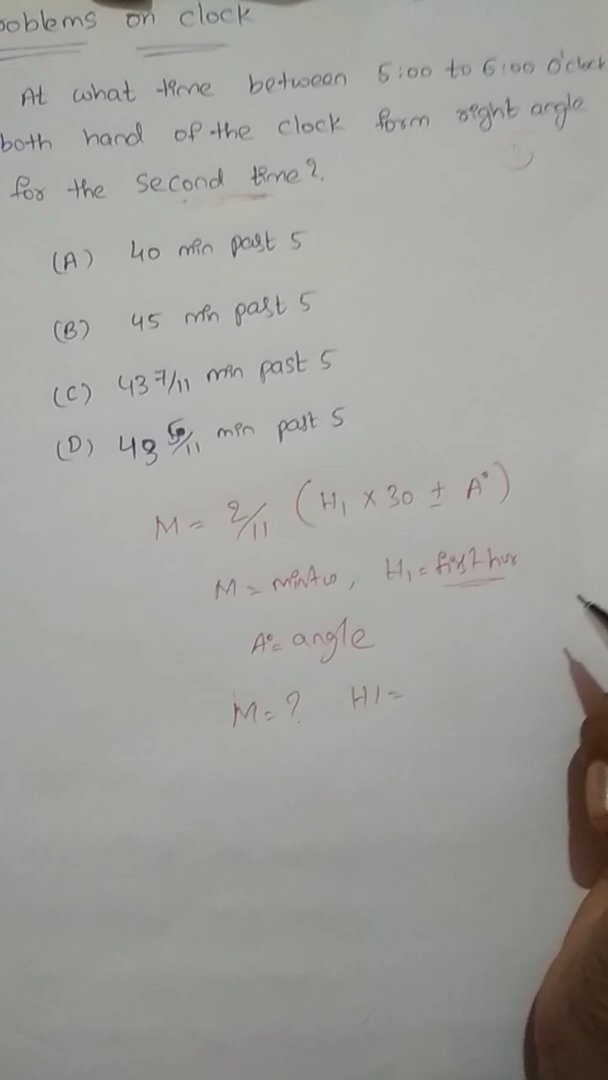 oblems on clock
At what time between 5:00 to 6:00 O'clock
both hand of the clock form right angle
for the second time?
(A) 40 min past 5
(B) 45 min past 5
(C) 43 7/11 min past 5
(D) 43 5/11 min past 5
M = 2/11 (H1 × 30 ± A°)
M = , H1 = first hour
A° = angle
M = ? H1 =